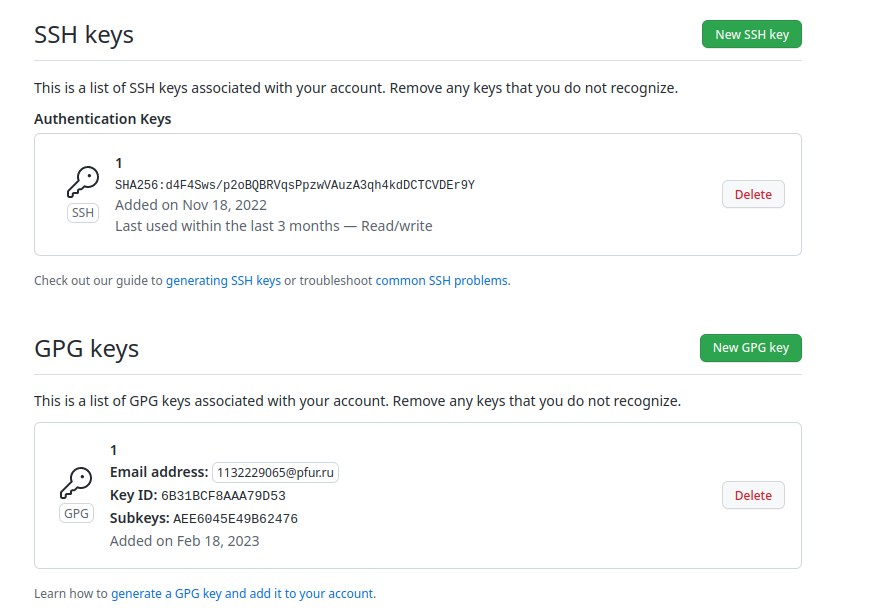 SSH keys
New SSH key
This is a list of SSH keys associated with your account. Remove any keys that you do not recognize.
Authentication Keys
1
SHA256:d4F4Sws/p2oBQBRVqsPpzwVAuzA3qh4kdDCTCVDEr9Y
SSH
Added on Nov 18, 2022
Last used within the last 3 months — Read/write
Delete
Check out our guide to generating SSH keys or troubleshoot common SSH problems.
GPG keys
New GPG key
This is a list of GPG keys associated with your account. Remove any keys that you do not recognize.
1
Email address: 1132229065@pfur.ru
Key ID: 6B31BCF8AAA79D53
GPG
Subkeys: AEE6045E49B62476
Added on Feb 18, 2023
Delete
Learn how to generate a GPG key and add it to your account.